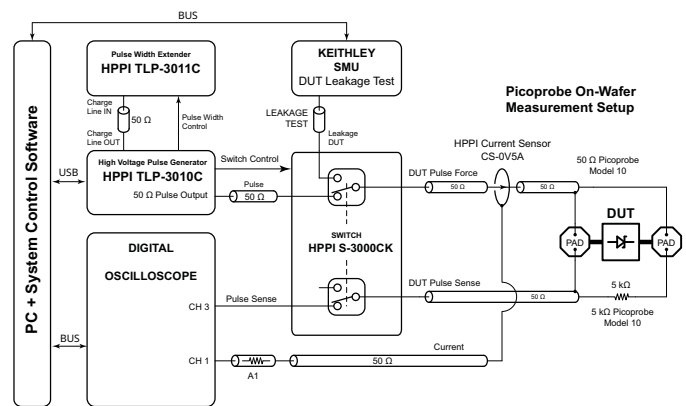 BUS
PC + System Control Software
Pulse Width Extender
HPPI TLP-3011C
KEITHLEY
SMU
DUT Leakage Test
Picoprobe On-Wafer
Measurement Setup
Charge
Line IN
50 Ω
Charge
Line OUT
Pulse Width
Control
LEAKAGE
TEST
Leakage
DUT
HPPI Current Sensor
CS-0V5A
USB
High Voltage Pulse Generator
HPPI TLP-3010C
50 Ω Pulse Output
Switch Control
Pulse
50 Ω
DUT Pulse Force
50 Ω
50 Ω
50 Ω Picoprobe
Model 10
DUT
PAD
PAD
DIGITAL
OSCILLOSCOPE
SWITCH
HPPI S-3000CK
CH 3
Pulse Sense
DUT Pulse Sense
50 Ω
5 kΩ
5 kΩ Picoprobe
Model 10
BUS
CH 1
A1
Current
50 Ω